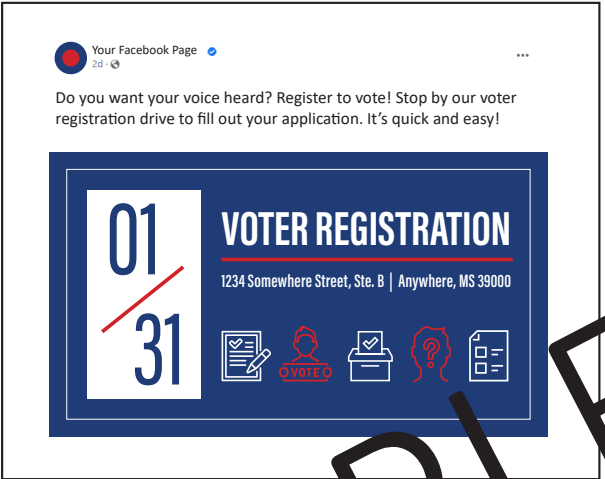 Your Facebook Page
2d ·
Do you want your voice heard? Register to vote! Stop by our voter
registration drive to fill out your application. It’s quick and easy!
01
31
VOTER REGISTRATION
1234 Somewhere Street, Ste. B | Anywhere, MS 39000
VOTE
?